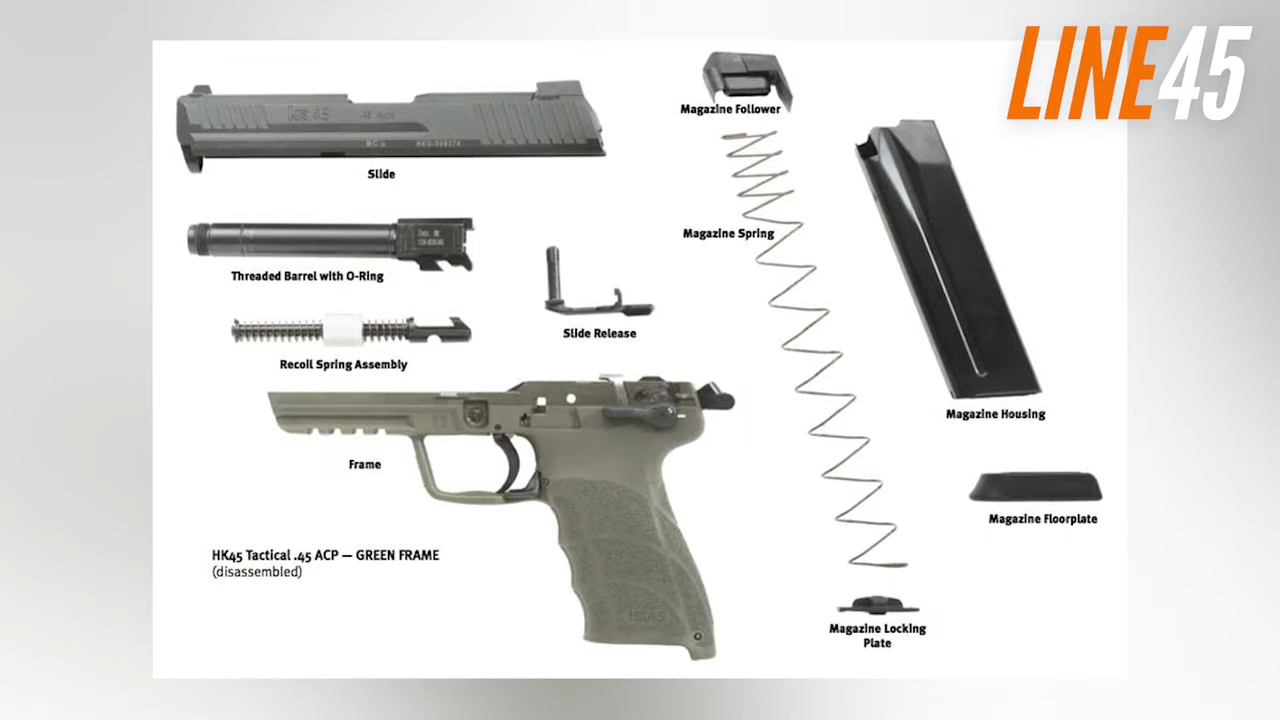 LINE45
Magazine Follower
Slide
Magazine Spring
Threaded Barrel with O-Ring
Slide Release
Recoil Spring Assembly
Magazine Housing
Frame
Magazine Floorplate
HK45 Tactical .45 ACP — GREEN FRAME
(disassembled)
HK45
Magazine Locking
Plate